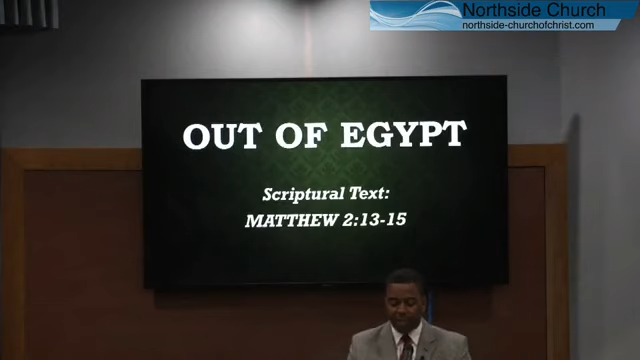 Northside Church
northside-churchofchrist.com
OUT OF EGYPT
Scriptural Text:
MATTHEW 2:13-15